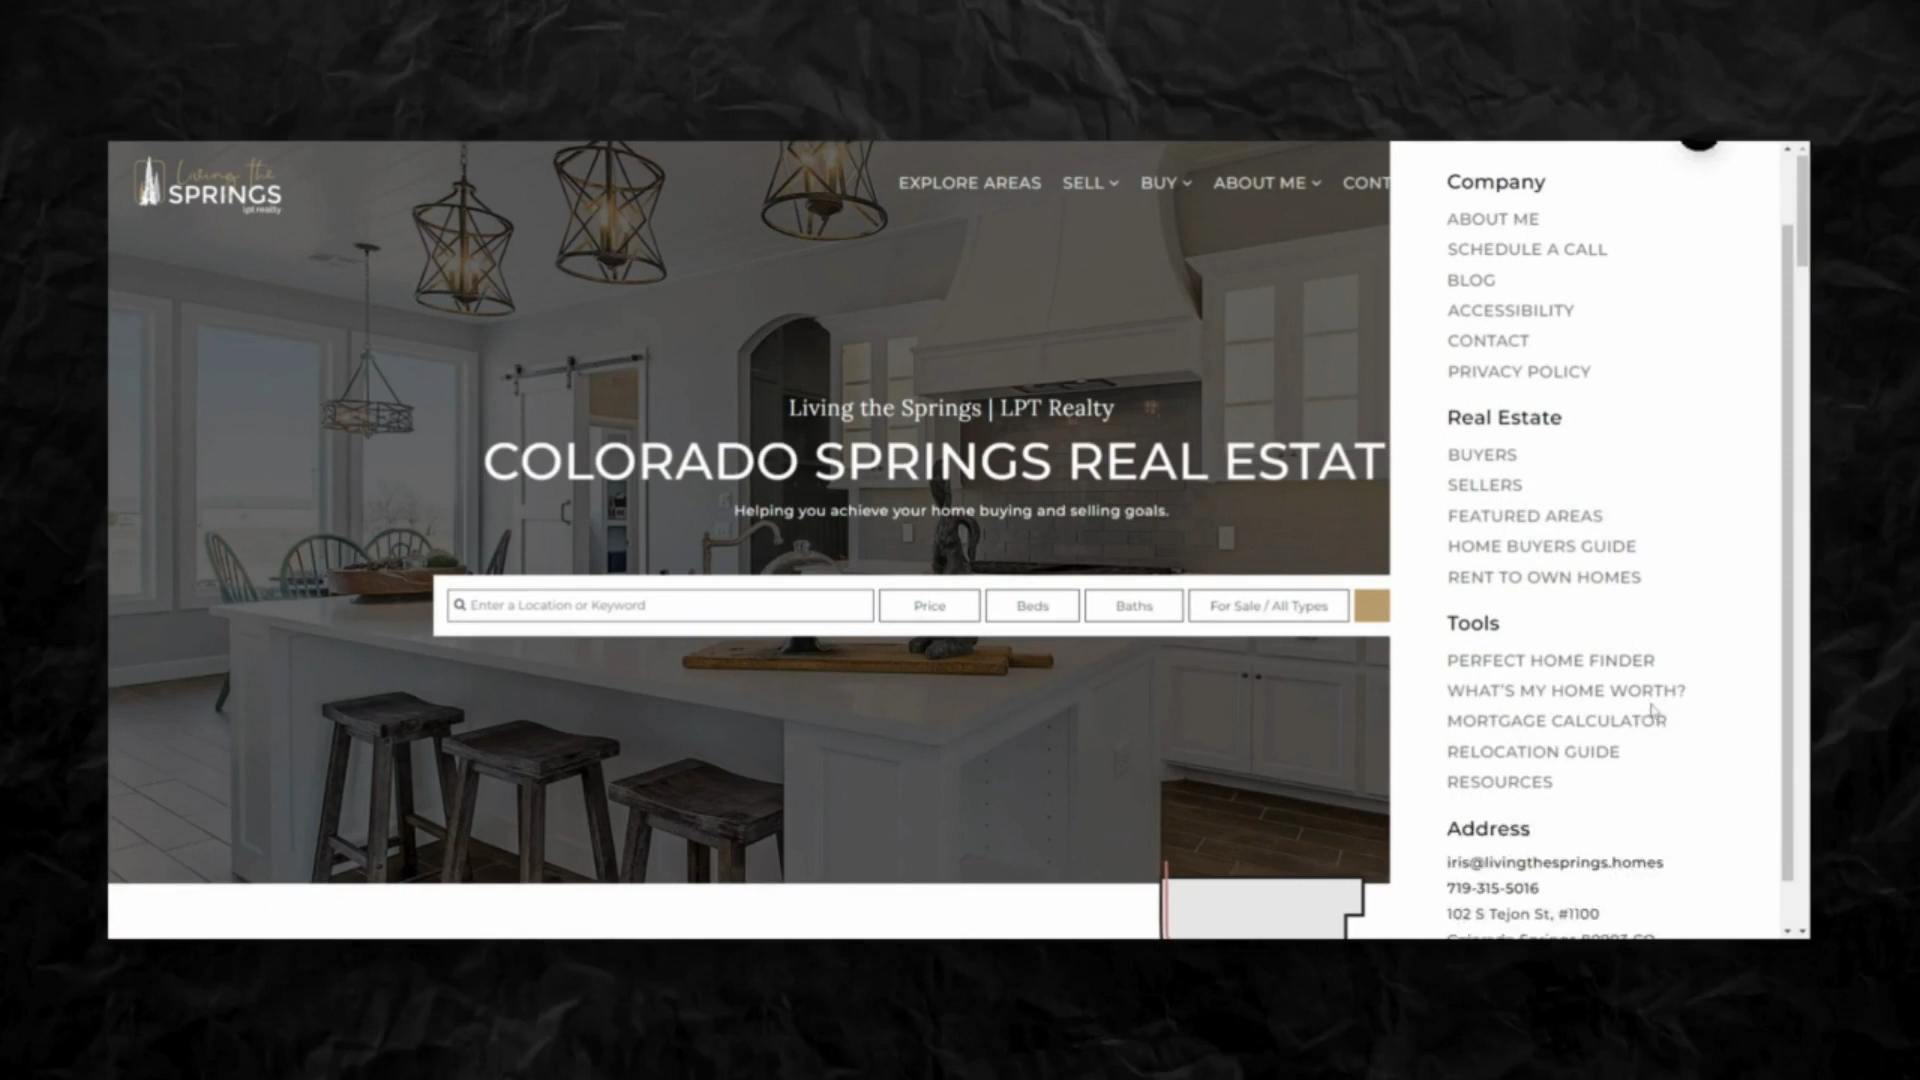 Living the
SPRINGS
lpt realty
EXPLORE AREAS
SELL
BUY
ABOUT ME
CONT
Living the Springs | LPT Realty
COLORADO SPRINGS REAL ESTAT
Helping you achieve your home buying and selling goals.
Enter a Location or Keyword
Price
Beds
Baths
For Sale / All Types
Company
ABOUT ME
SCHEDULE A CALL
BLOG
ACCESSIBILITY
CONTACT
PRIVACY POLICY
Real Estate
BUYERS
SELLERS
FEATURED AREAS
HOME BUYERS GUIDE
RENT TO OWN HOMES
Tools
PERFECT HOME FINDER
WHAT'S MY HOME WORTH?
MORTGAGE CALCULATOR
RELOCATION GUIDE
RESOURCES
Address
iris@livingthesprings.homes
719-315-5016
102 S Tejon St, #1100